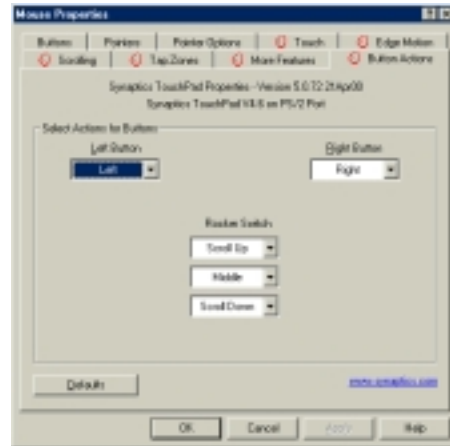 Mouse Properties
Buttons Pointers Pointer Options Touch Edge Motion
Scrolling Tap Zones More Features Button Actions
Synaptics TouchPad Properties - Version 5.0.72 21Apr00
Synaptics TouchPad V4.6 on PS/2 Port
Select Actions for Buttons
Left Button Right Button
Left Right
Rocker Switch
Scroll Up
Middle
Scroll Down
Defaults www.synaptics.com
OK Cancel Apply Help